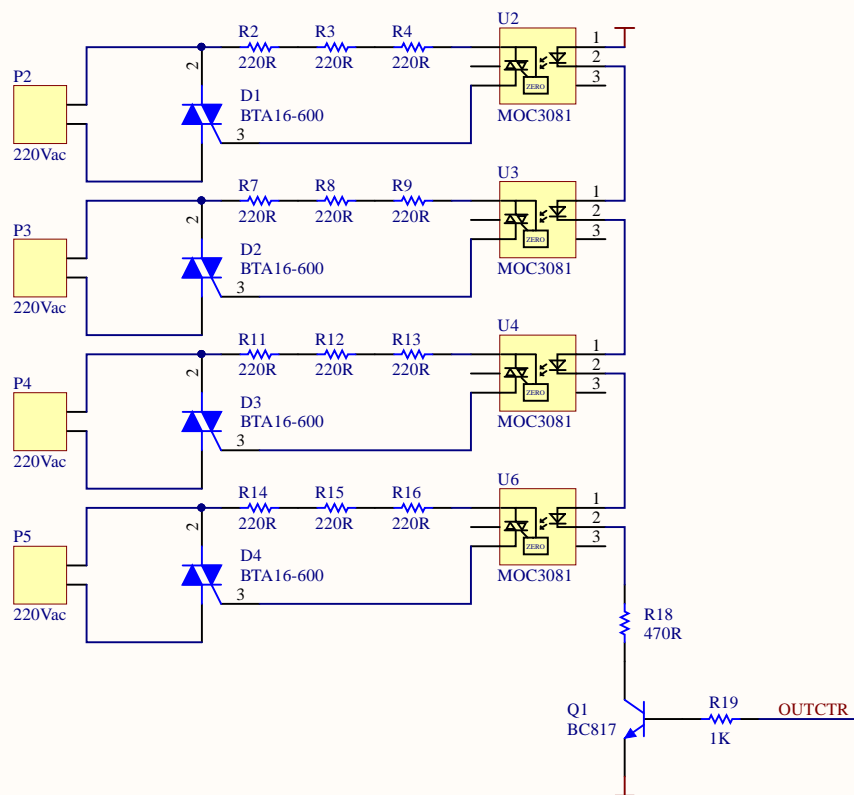 U2
R2 R3 R4
1
2
P2
2
220R 220R 220R
D1
BTA16-600
ZERO
3
3
MOC3081
220Vac
U3
R7 R8 R9
1
2
P3
2
220R 220R 220R
D2
BTA16-600
ZERO
3
3
MOC3081
220Vac
U4
R11 R12 R13
1
2
P4
2
220R 220R 220R
D3
BTA16-600
ZERO
3
3
MOC3081
220Vac
U6
R14 R15 R16
1
2
P5
2
220R 220R 220R
D4
BTA16-600
ZERO
3
3
MOC3081
220Vac
R18
470R
Q1
BC817
R19
1K
OUTCTR